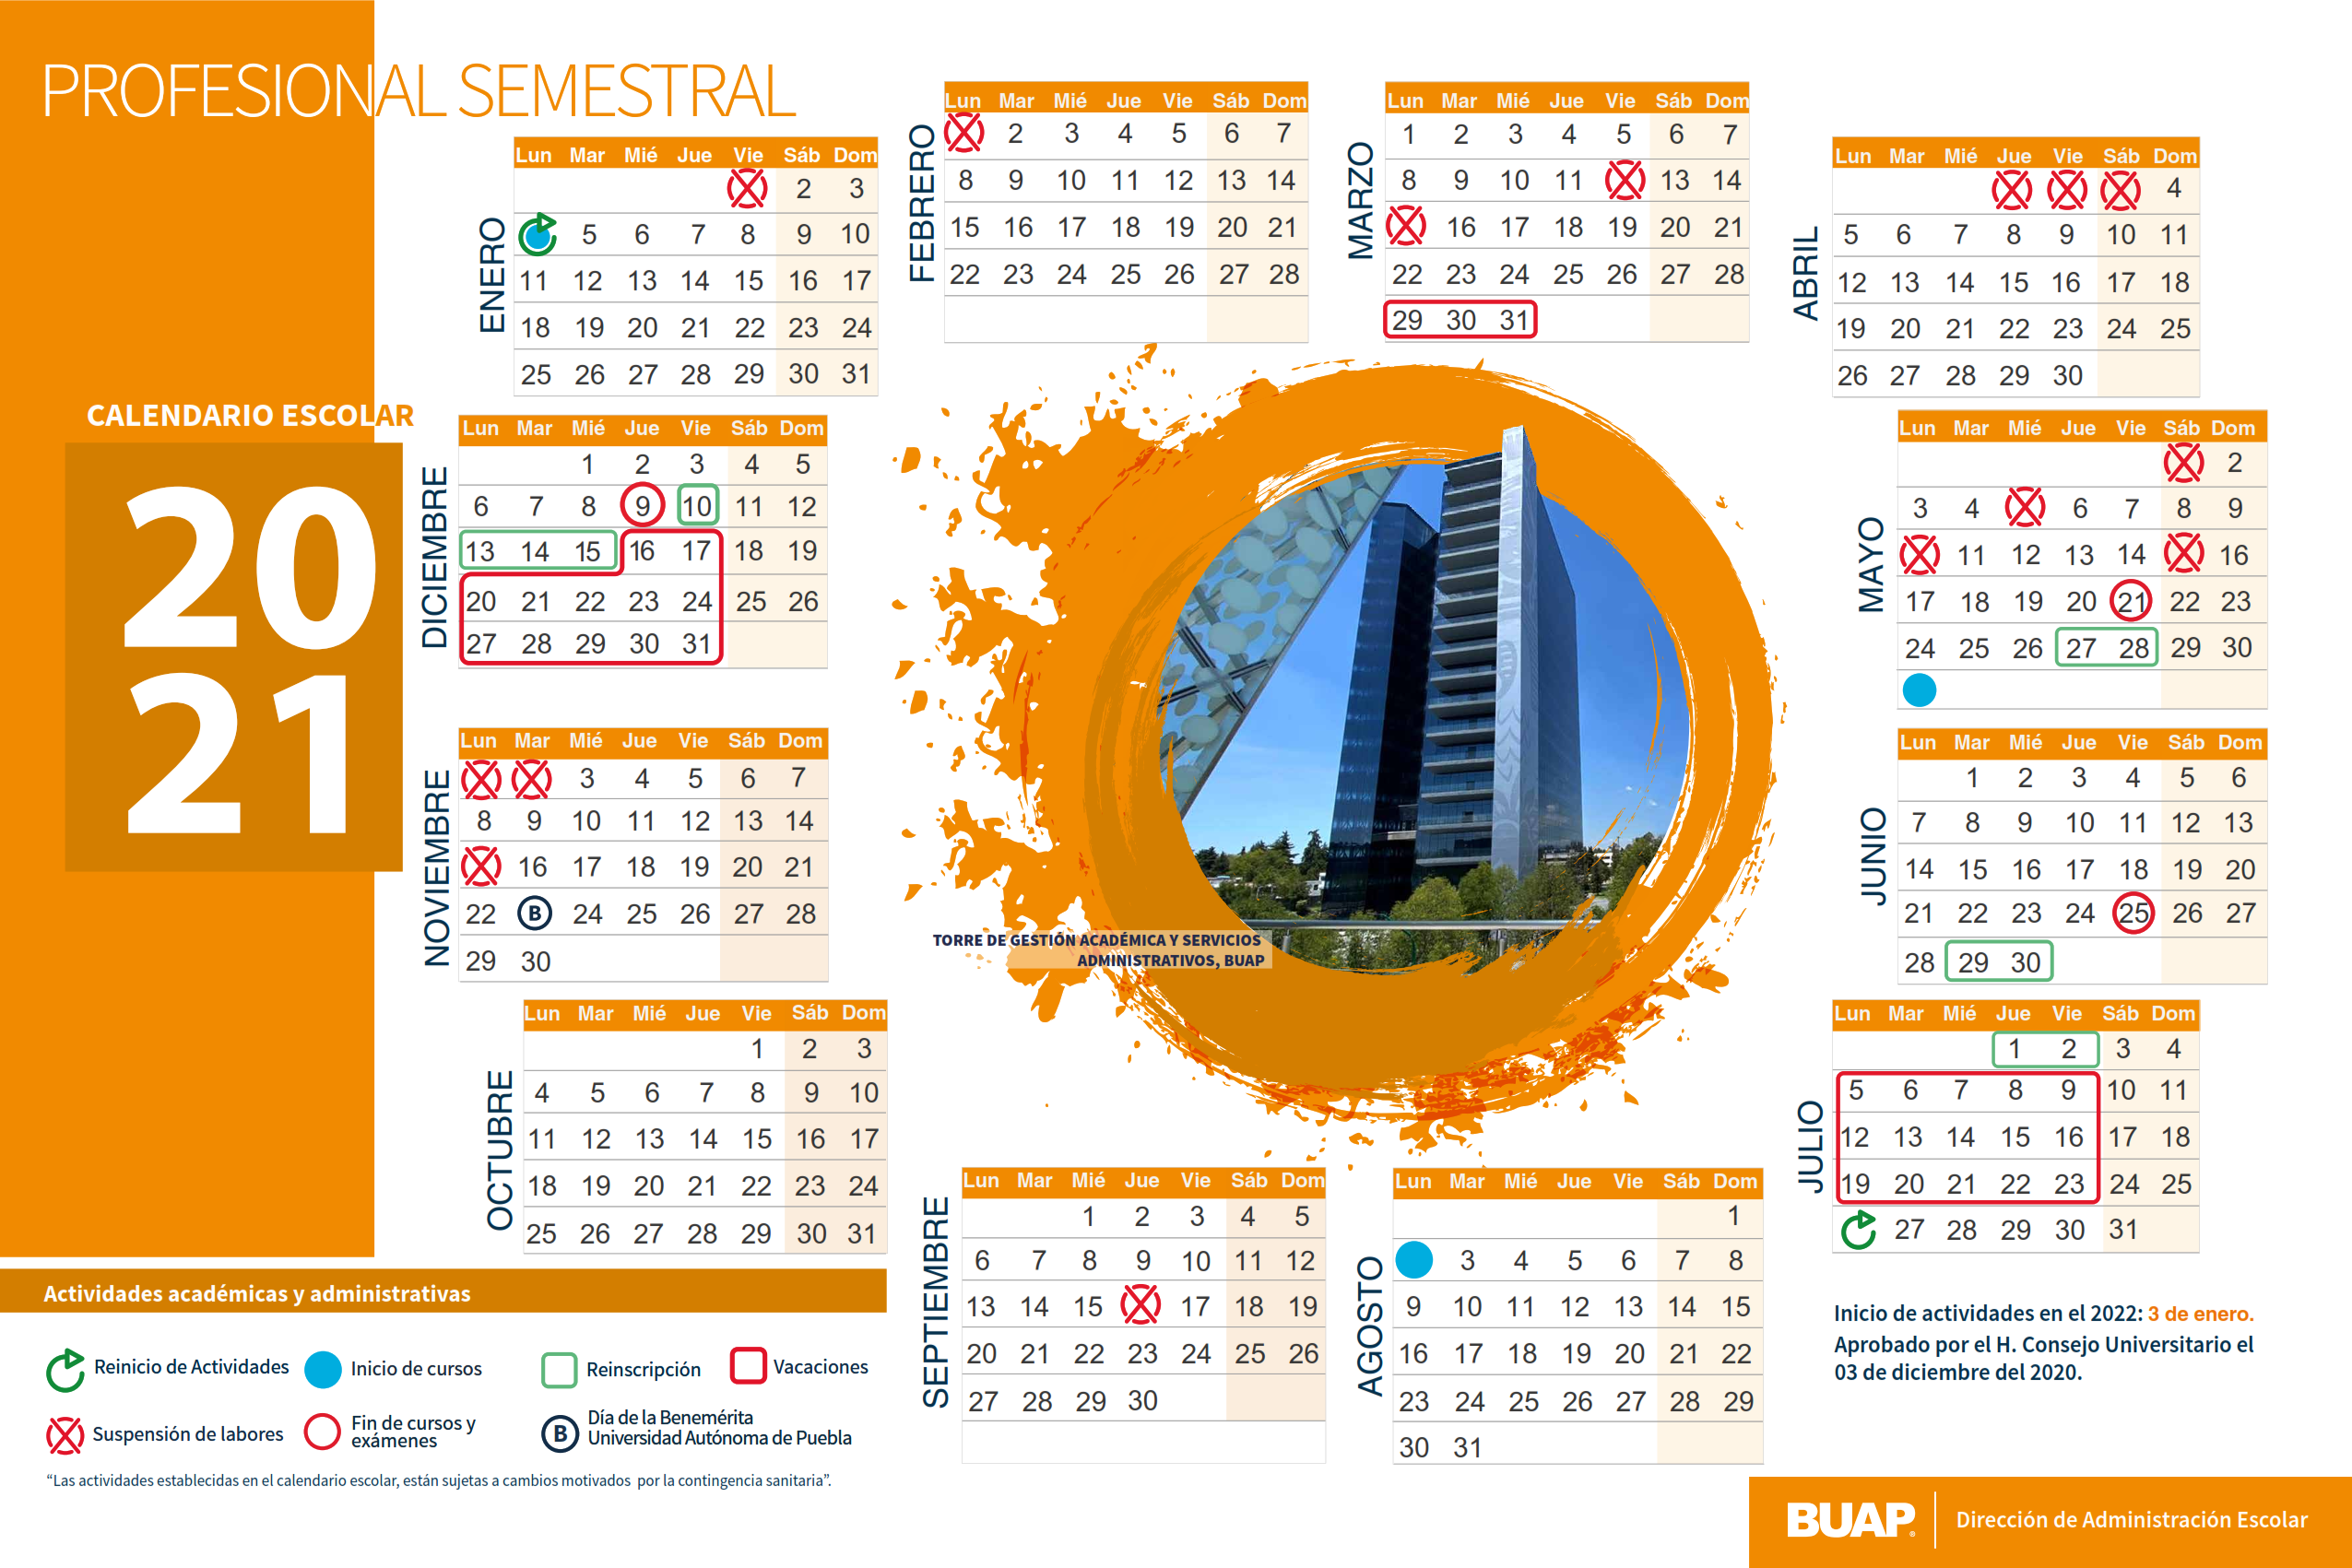 PROFESIONAL SEMESTRAL
CALENDARIO ESCOLAR
20
21
ENERO
Lun Mar Mié Jue Vie Sáb Dom
2 3
5 6 7 8 9 10
11 12 13 14 15 16 17
18 19 20 21 22 23 24
25 26 27 28 29 30 31
FEBRERO
Lun Mar Mié Jue Vie Sáb Dom
2 3 4 5 6 7
8 9 10 11 12 13 14
15 16 17 18 19 20 21
22 23 24 25 26 27 28
MARZO
Lun Mar Mié Jue Vie Sáb Dom
1 2 3 4 5 6 7
8 9 10 11 13 14
16 17 18 19 20 21
22 23 24 25 26 27 28
29 30 31
ABRIL
Lun Mar Mié Jue Vie Sáb Dom
4
5 6 7 8 9 10 11
12 13 14 15 16 17 18
19 20 21 22 23 24 25
26 27 28 29 30
MAYO
Lun Mar Mié Jue Vie Sáb Dom
2
3 4 6 7 8 9
11 12 13 14 16
17 18 19 20 21 22 23
24 25 26 27 28 29 30
JUNIO
Lun Mar Mié Jue Vie Sáb Dom
1 2 3 4 5 6
7 8 9 10 11 12 13
14 15 16 17 18 19 20
21 22 23 24 25 26 27
28 29 30
JULIO
Lun Mar Mié Jue Vie Sáb Dom
1 2 3 4
5 6 7 8 9 10 11
12 13 14 15 16 17 18
19 20 21 22 23 24 25
27 28 29 30 31
AGOSTO
Lun Mar Mié Jue Vie Sáb Dom
1
3 4 5 6 7 8
9 10 11 12 13 14 15
16 17 18 19 20 21 22
23 24 25 26 27 28 29
30 31
SEPTIEMBRE
Lun Mar Mié Jue Vie Sáb Dom
1 2 3 4 5
6 7 8 9 10 11 12
13 14 15 17 18 19
20 21 22 23 24 25 26
27 28 29 30
OCTUBRE
Lun Mar Mié Jue Vie Sáb Dom
1 2 3
4 5 6 7 8 9 10
11 12 13 14 15 16 17
18 19 20 21 22 23 24
25 26 27 28 29 30 31
NOVIEMBRE
Lun Mar Mié Jue Vie Sáb Dom
3 4 5 6 7
8 9 10 11 12 13 14
16 17 18 19 20 21
22 B 24 25 26 27 28
29 30
DICIEMBRE
Lun Mar Mié Jue Vie Sáb Dom
1 2 3 4 5
6 7 8 9 10 11 12
13 14 15 16 17 18 19
20 21 22 23 24 25 26
27 28 29 30 31
TORRE DE GESTIÓN ACADÉMICA Y SERVICIOS
ADMINISTRATIVOS, BUAP
Actividades académicas y administrativas
Reinicio de Actividades
Inicio de cursos
Reinscripción
Vacaciones
Suspensión de labores
Fin de cursos y
exámenes
B
Día de la Benemérita
Universidad Autónoma de Puebla
“Las actividades establecidas en el calendario escolar, están sujetas a cambios motivados por la contingencia sanitaria”.
Inicio de actividades en el 2022: 3 de enero.
Aprobado por el H. Consejo Universitario el
03 de diciembre del 2020.
BUAP®
Dirección de Administración Escolar